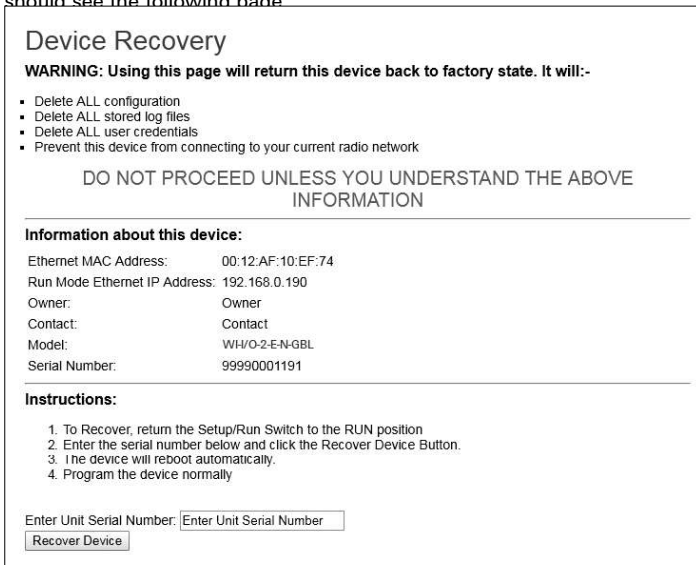 should see the following page
Device Recovery
WARNING: Using this page will return this device back to factory state. It will:-
▪ Delete ALL configuration
▪ Delete ALL stored log files
▪ Delete ALL user credentials
▪ Prevent this device from connecting to your current radio network
DO NOT PROCEED UNLESS YOU UNDERSTAND THE ABOVE
INFORMATION
Information about this device:
Ethernet MAC Address: 00:12:AF:10:EF:74
Run Mode Ethernet IP Address: 192.168.0.190
Owner: Owner
Contact: Contact
Model: WI-I/O-2-E-N-GBL
Serial Number: 99990001191
Instructions:
1. To Recover, return the Setup/Run Switch to the RUN position
2. Enter the serial number below and click the Recover Device Button.
3. The device will reboot automatically.
4. Program the device normally
Enter Unit Serial Number: Enter Unit Serial Number
Recover Device